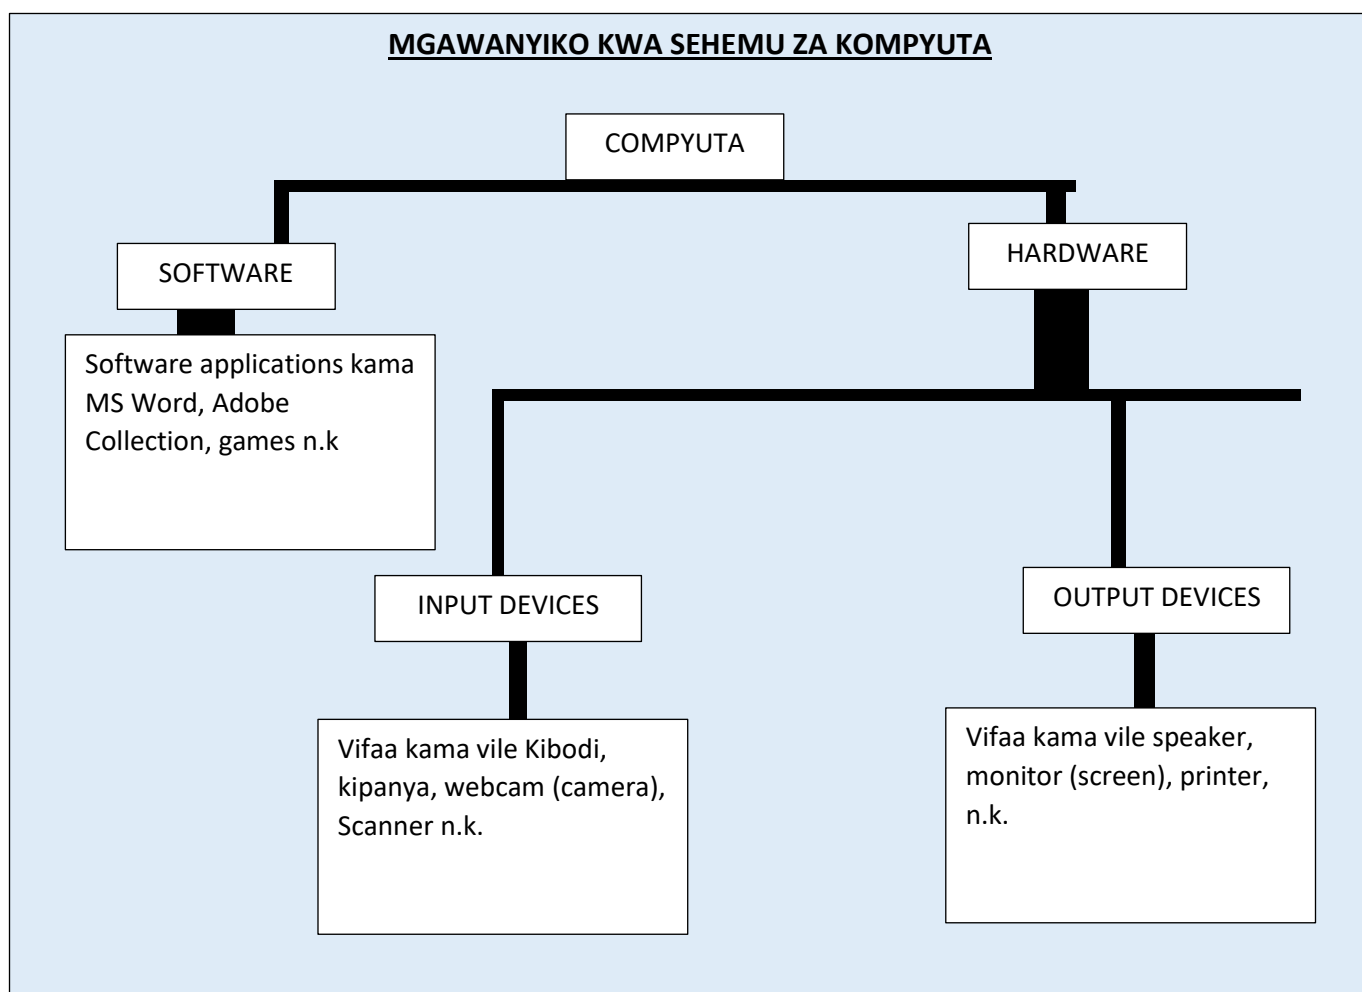 MGAWANYIKO KWA SEHEMU ZA KOMPYUTA
COMPYUTA
SOFTWARE
HARDWARE
Software applications kama
MS Word, Adobe
Collection, games n.k
INPUT DEVICES
OUTPUT DEVICES
Vifaa kama vile Kibodi,
kipanya, webcam (camera),
Scanner n.k.
Vifaa kama vile speaker,
monitor (screen), printer,
n.k.